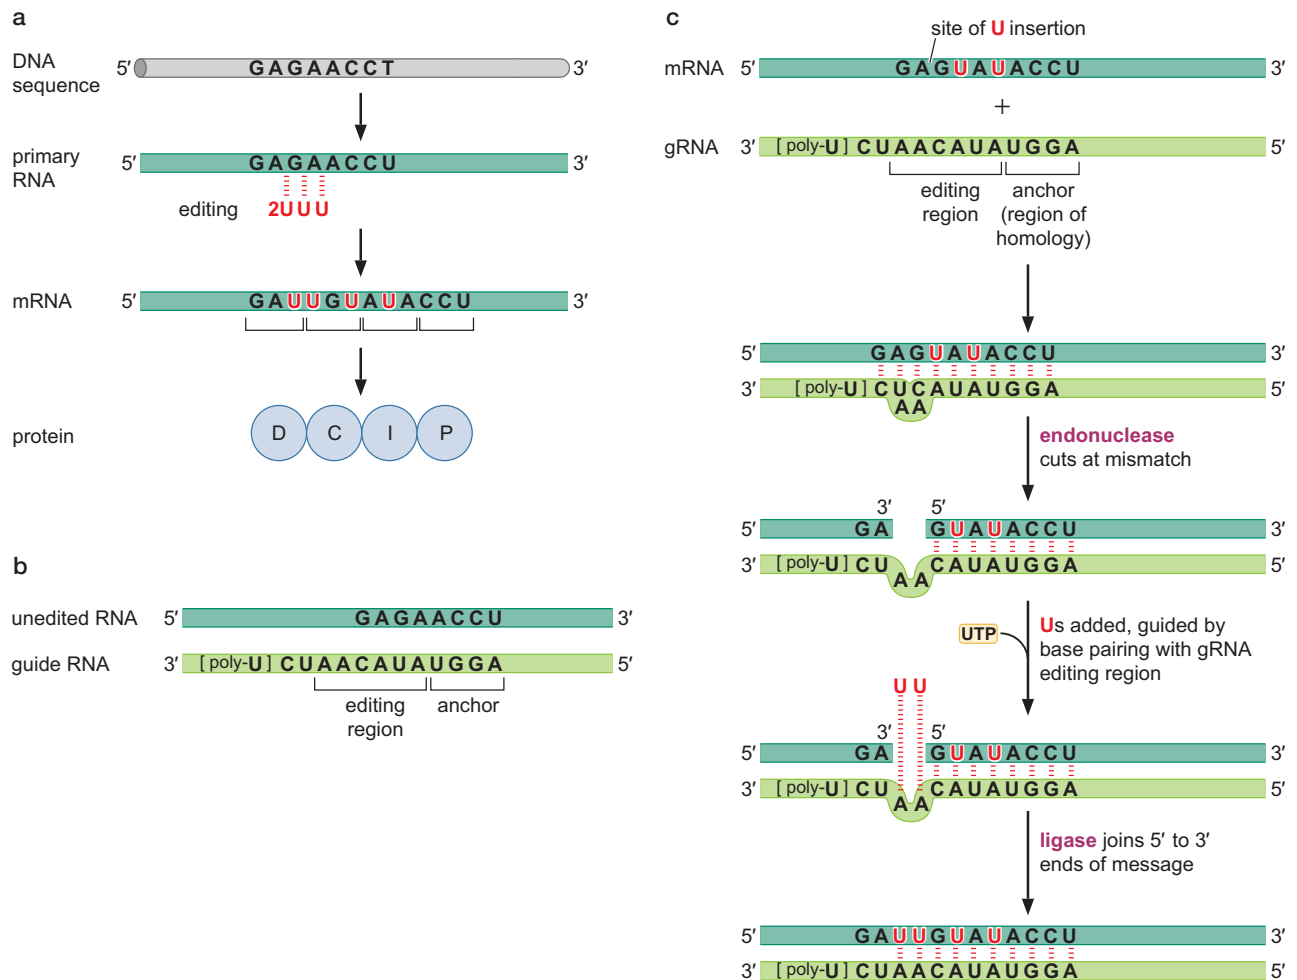 a
DNA
sequence
5′ GAGAACCT 3′
primary
RNA
5′ GAGAACCU 3′
editing 2UUU
mRNA 5′ GAUUGUAUACCU 3′
protein D C I P
b
unedited RNA 5′ GAGAACCU 3′
guide RNA 3′ [poly-U] CUAACAUAUGGA 5′
editing
region
anchor
c
site of U insertion
mRNA 5′ GAGUAUACCU 3′
+
gRNA 3′ [poly-U] CUAACAUAUGGA 5′
editing
region
anchor
(region of
homology)
5′ GAGUAUACCU 3′
3′ [poly-U] CUCAUAUGGA 5′
AA
endonuclease
cuts at mismatch
3′ 5′
5′ GA GUAUACCU 3′
3′ [poly-U] CU CAUAUGGA 5′
AA
UTP
Us added, guided by
base pairing with gRNA
editing region
UU
3′ 5′
5′ GA GUAUACCU 3′
3′ [poly-U] CU CAUAUGGA 5′
AA
ligase joins 5′ to 3′
ends of message
5′ GAUUGUAUACCU 3′
3′ [poly-U] CUAACAUAUGGA 5′